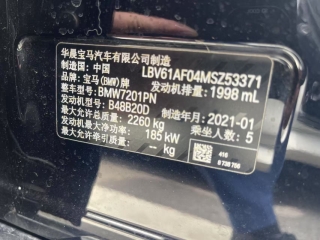 华晨宝马汽车有限公司制造
制造国：中国 LBV61AF04MSZ53371
品牌：宝马(BMW)牌 发动机排量：1998 mL
整车型号：BMW7201PN
发动机型号：B48B20D 制造年月：2021-01
最大允许总质量：2260 kg 乘坐人数：5
发动机最大净功率：185 kW
最大允许牵引质量：-- kg